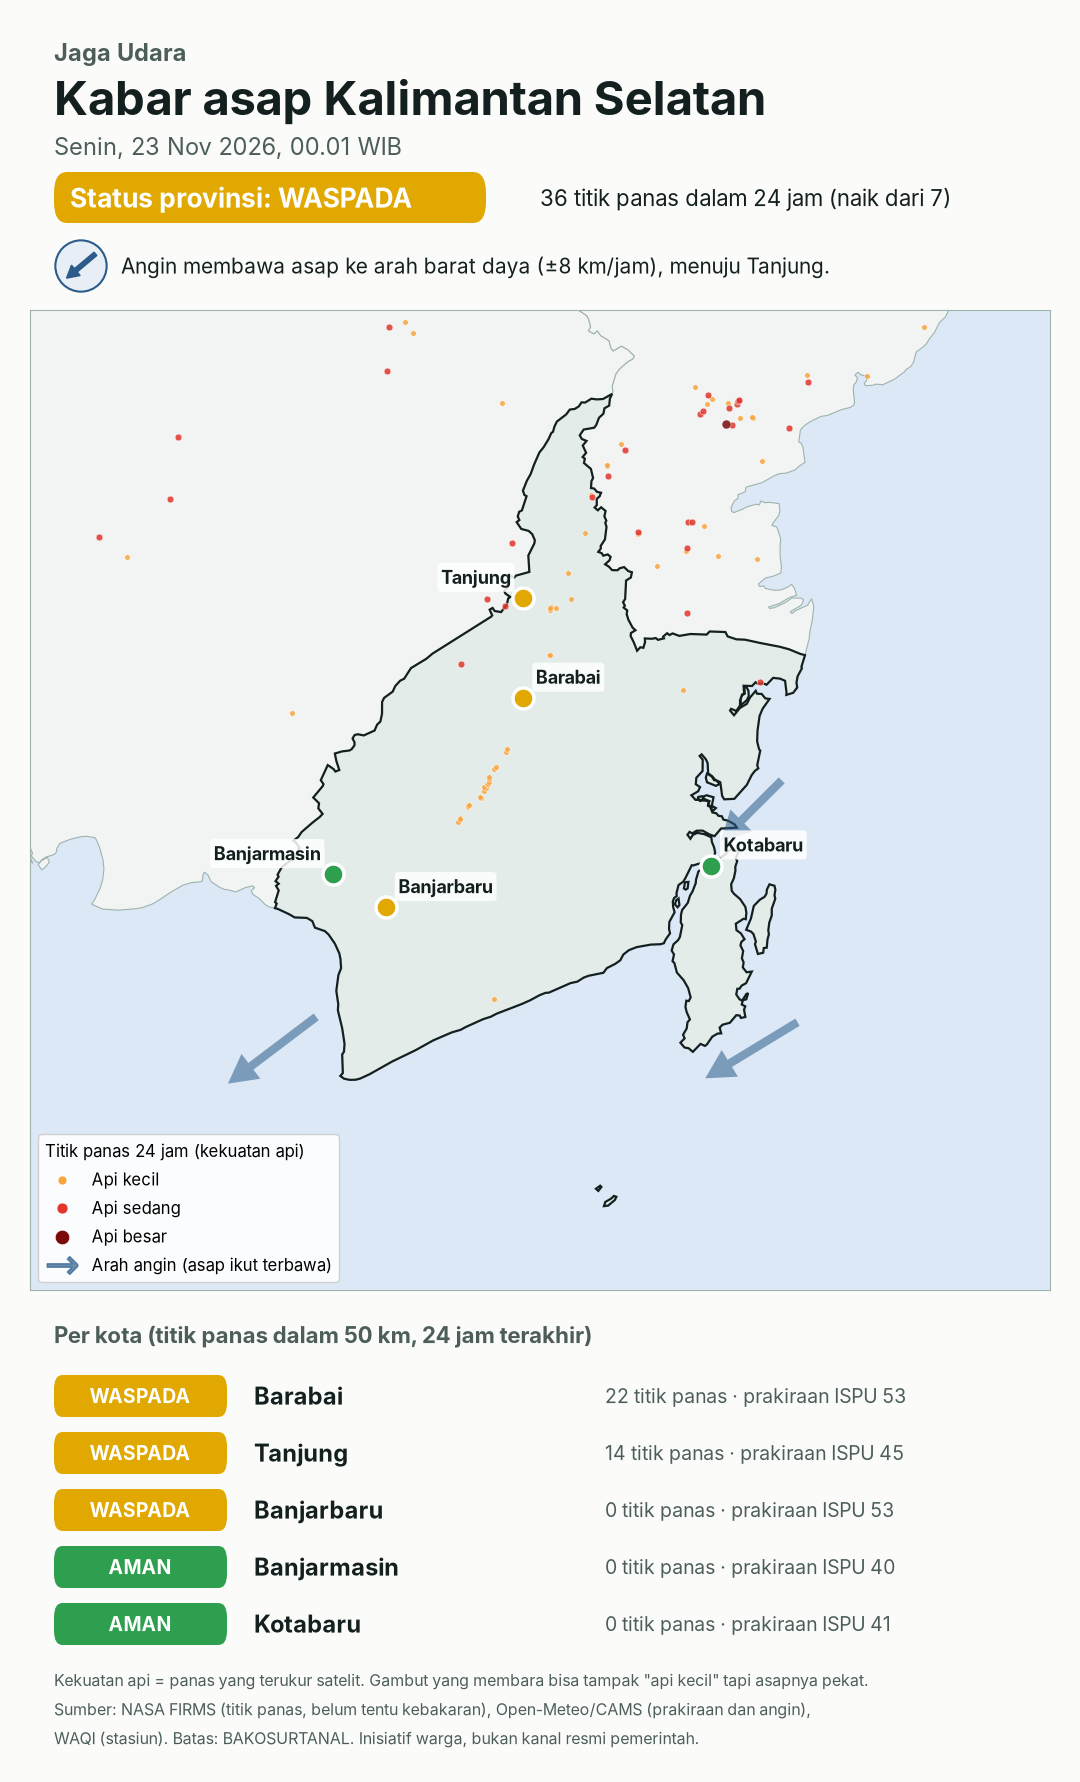 Jaga Udara
Kabar asap Kalimantan Selatan
Senin, 23 Nov 2026, 00.01 WIB
Status provinsi: WASPADA
36 titik panas dalam 24 jam (naik dari 7)
Angin membawa asap ke arah barat daya (±8 km/jam), menuju Tanjung.
Tanjung
Barabai
Kotabaru
Banjarmasin
Banjarbaru
Titik panas 24 jam (kekuatan api)
Api kecil
Api sedang
Api besar
Arah angin (asap ikut terbawa)
Per kota (titik panas dalam 50 km, 24 jam terakhir)
WASPADA Barabai 22 titik panas · prakiraan ISPU 53
WASPADA Tanjung 14 titik panas · prakiraan ISPU 45
WASPADA Banjarbaru 0 titik panas · prakiraan ISPU 53
AMAN Banjarmasin 0 titik panas · prakiraan ISPU 40
AMAN Kotabaru 0 titik panas · prakiraan ISPU 41
Kekuatan api = panas yang terukur satelit. Gambut yang membara bisa tampak "api kecil" tapi asapnya pekat.
Sumber: NASA FIRMS (titik panas, belum tentu kebakaran), Open-Meteo/CAMS (prakiraan dan angin),
WAQI (stasiun). Batas: BAKOSURTANAL. Inisiatif warga, bukan kanal resmi pemerintah.